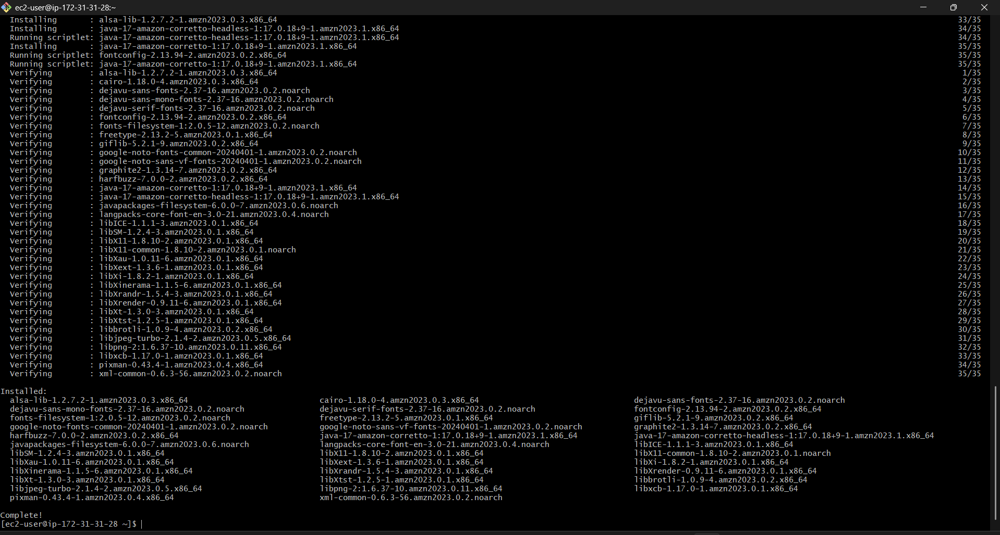 ec2-user@ip-172-31-31-28:~
Installing : alsa-lib-1.2.7.2-1.amzn2023.0.3.x86_64 33/35
Installing : java-17-amazon-corretto-headless-1:17.0.18+9-1.amzn2023.1.x86_64 34/35
Running scriptlet: java-17-amazon-corretto-headless-1:17.0.18+9-1.amzn2023.1.x86_64 34/35
Installing : java-17-amazon-corretto-1:17.0.18+9-1.amzn2023.1.x86_64 35/35
Running scriptlet: fontconfig-2.13.94-2.amzn2023.0.2.x86_64 35/35
Running scriptlet: java-17-amazon-corretto-1:17.0.18+9-1.amzn2023.1.x86_64 35/35
Verifying : alsa-lib-1.2.7.2-1.amzn2023.0.3.x86_64 1/35
Verifying : cairo-1.18.0-4.amzn2023.0.3.x86_64 2/35
Verifying : dejavu-sans-fonts-2.37-16.amzn2023.0.2.noarch 3/35
Verifying : dejavu-sans-mono-fonts-2.37-16.amzn2023.0.2.noarch 4/35
Verifying : dejavu-serif-fonts-2.37-16.amzn2023.0.2.noarch 5/35
Verifying : fontconfig-2.13.94-2.amzn2023.0.2.x86_64 6/35
Verifying : fonts-filesystem-1:2.0.5-12.amzn2023.0.2.noarch 7/35
Verifying : freetype-2.13.2-5.amzn2023.0.1.x86_64 8/35
Verifying : giflib-5.2.1-9.amzn2023.0.2.x86_64 9/35
Verifying : google-noto-fonts-common-20240401-1.amzn2023.0.2.noarch 10/35
Verifying : google-noto-sans-vf-fonts-20240401-1.amzn2023.0.2.noarch 11/35
Verifying : graphite2-1.3.14-7.amzn2023.0.2.x86_64 12/35
Verifying : harfbuzz-7.0.0-2.amzn2023.0.2.x86_64 13/35
Verifying : java-17-amazon-corretto-1:17.0.18+9-1.amzn2023.1.x86_64 14/35
Verifying : java-17-amazon-corretto-headless-1:17.0.18+9-1.amzn2023.1.x86_64 15/35
Verifying : javapackages-filesystem-6.0.0-7.amzn2023.0.6.noarch 16/35
Verifying : langpacks-core-font-en-3.0-21.amzn2023.0.4.noarch 17/35
Verifying : libICE-1.1.1-3.amzn2023.0.1.x86_64 18/35
Verifying : libSM-1.2.4-3.amzn2023.0.1.x86_64 19/35
Verifying : libX11-1.8.10-2.amzn2023.0.1.x86_64 20/35
Verifying : libX11-common-1.8.10-2.amzn2023.0.1.noarch 21/35
Verifying : libXau-1.0.11-6.amzn2023.0.1.x86_64 22/35
Verifying : libXext-1.3.6-1.amzn2023.0.1.x86_64 23/35
Verifying : libXi-1.8.2-1.amzn2023.0.1.x86_64 24/35
Verifying : libXinerama-1.1.5-6.amzn2023.0.1.x86_64 25/35
Verifying : libXrandr-1.5.4-3.amzn2023.0.1.x86_64 26/35
Verifying : libXrender-0.9.11-6.amzn2023.0.1.x86_64 27/35
Verifying : libXt-1.3.0-3.amzn2023.0.1.x86_64 28/35
Verifying : libXtst-1.2.5-1.amzn2023.0.1.x86_64 29/35
Verifying : libbrotli-1.0.9-4.amzn2023.0.2.x86_64 30/35
Verifying : libjpeg-turbo-2.1.4-2.amzn2023.0.5.x86_64 31/35
Verifying : libpng-2:1.6.37-10.amzn2023.0.11.x86_64 32/35
Verifying : libxcb-1.17.0-1.amzn2023.0.1.x86_64 33/35
Verifying : pixman-0.43.4-1.amzn2023.0.4.x86_64 34/35
Verifying : xml-common-0.6.3-56.amzn2023.0.2.noarch 35/35
Installed:
alsa-lib-1.2.7.2-1.amzn2023.0.3.x86_64 cairo-1.18.0-4.amzn2023.0.3.x86_64 dejavu-sans-fonts-2.37-16.amzn2023.0.2.noarch
dejavu-sans-mono-fonts-2.37-16.amzn2023.0.2.noarch dejavu-serif-fonts-2.37-16.amzn2023.0.2.noarch fontconfig-2.13.94-2.amzn2023.0.2.x86_64
fonts-filesystem-1:2.0.5-12.amzn2023.0.2.noarch freetype-2.13.2-5.amzn2023.0.1.x86_64 giflib-5.2.1-9.amzn2023.0.2.x86_64
google-noto-fonts-common-20240401-1.amzn2023.0.2.noarch google-noto-sans-vf-fonts-20240401-1.amzn2023.0.2.noarch graphite2-1.3.14-7.amzn2023.0.2.x86_64
harfbuzz-7.0.0-2.amzn2023.0.2.x86_64 java-17-amazon-corretto-1:17.0.18+9-1.amzn2023.1.x86_64 java-17-amazon-corretto-headless-1:17.0.18+9-1.amzn2023.1.x86_64
javapackages-filesystem-6.0.0-7.amzn2023.0.6.noarch langpacks-core-font-en-3.0-21.amzn2023.0.4.noarch libICE-1.1.1-3.amzn2023.0.1.x86_64
libSM-1.2.4-3.amzn2023.0.1.x86_64 libX11-1.8.10-2.amzn2023.0.1.x86_64 libX11-common-1.8.10-2.amzn2023.0.1.noarch
libXau-1.0.11-6.amzn2023.0.1.x86_64 libXext-1.3.6-1.amzn2023.0.1.x86_64 libXi-1.8.2-1.amzn2023.0.1.x86_64
libXinerama-1.1.5-6.amzn2023.0.1.x86_64 libXrandr-1.5.4-3.amzn2023.0.1.x86_64 libXrender-0.9.11-6.amzn2023.0.1.x86_64
libXt-1.3.0-3.amzn2023.0.1.x86_64 libXtst-1.2.5-1.amzn2023.0.1.x86_64 libbrotli-1.0.9-4.amzn2023.0.2.x86_64
libjpeg-turbo-2.1.4-2.amzn2023.0.5.x86_64 libpng-2:1.6.37-10.amzn2023.0.11.x86_64 libxcb-1.17.0-1.amzn2023.0.1.x86_64
pixman-0.43.4-1.amzn2023.0.4.x86_64 xml-common-0.6.3-56.amzn2023.0.2.noarch
Complete!
[ec2-user@ip-172-31-31-28 ~]$